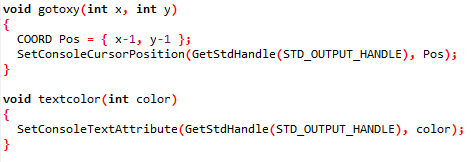 void gotoxy(int x, int y)
{
  COORD Pos = { x-1, y-1 };
  SetConsoleCursorPosition(GetStdHandle(STD_OUTPUT_HANDLE), Pos);
}

void textcolor(int color)
{
  SetConsoleTextAttribute(GetStdHandle(STD_OUTPUT_HANDLE), color);
}